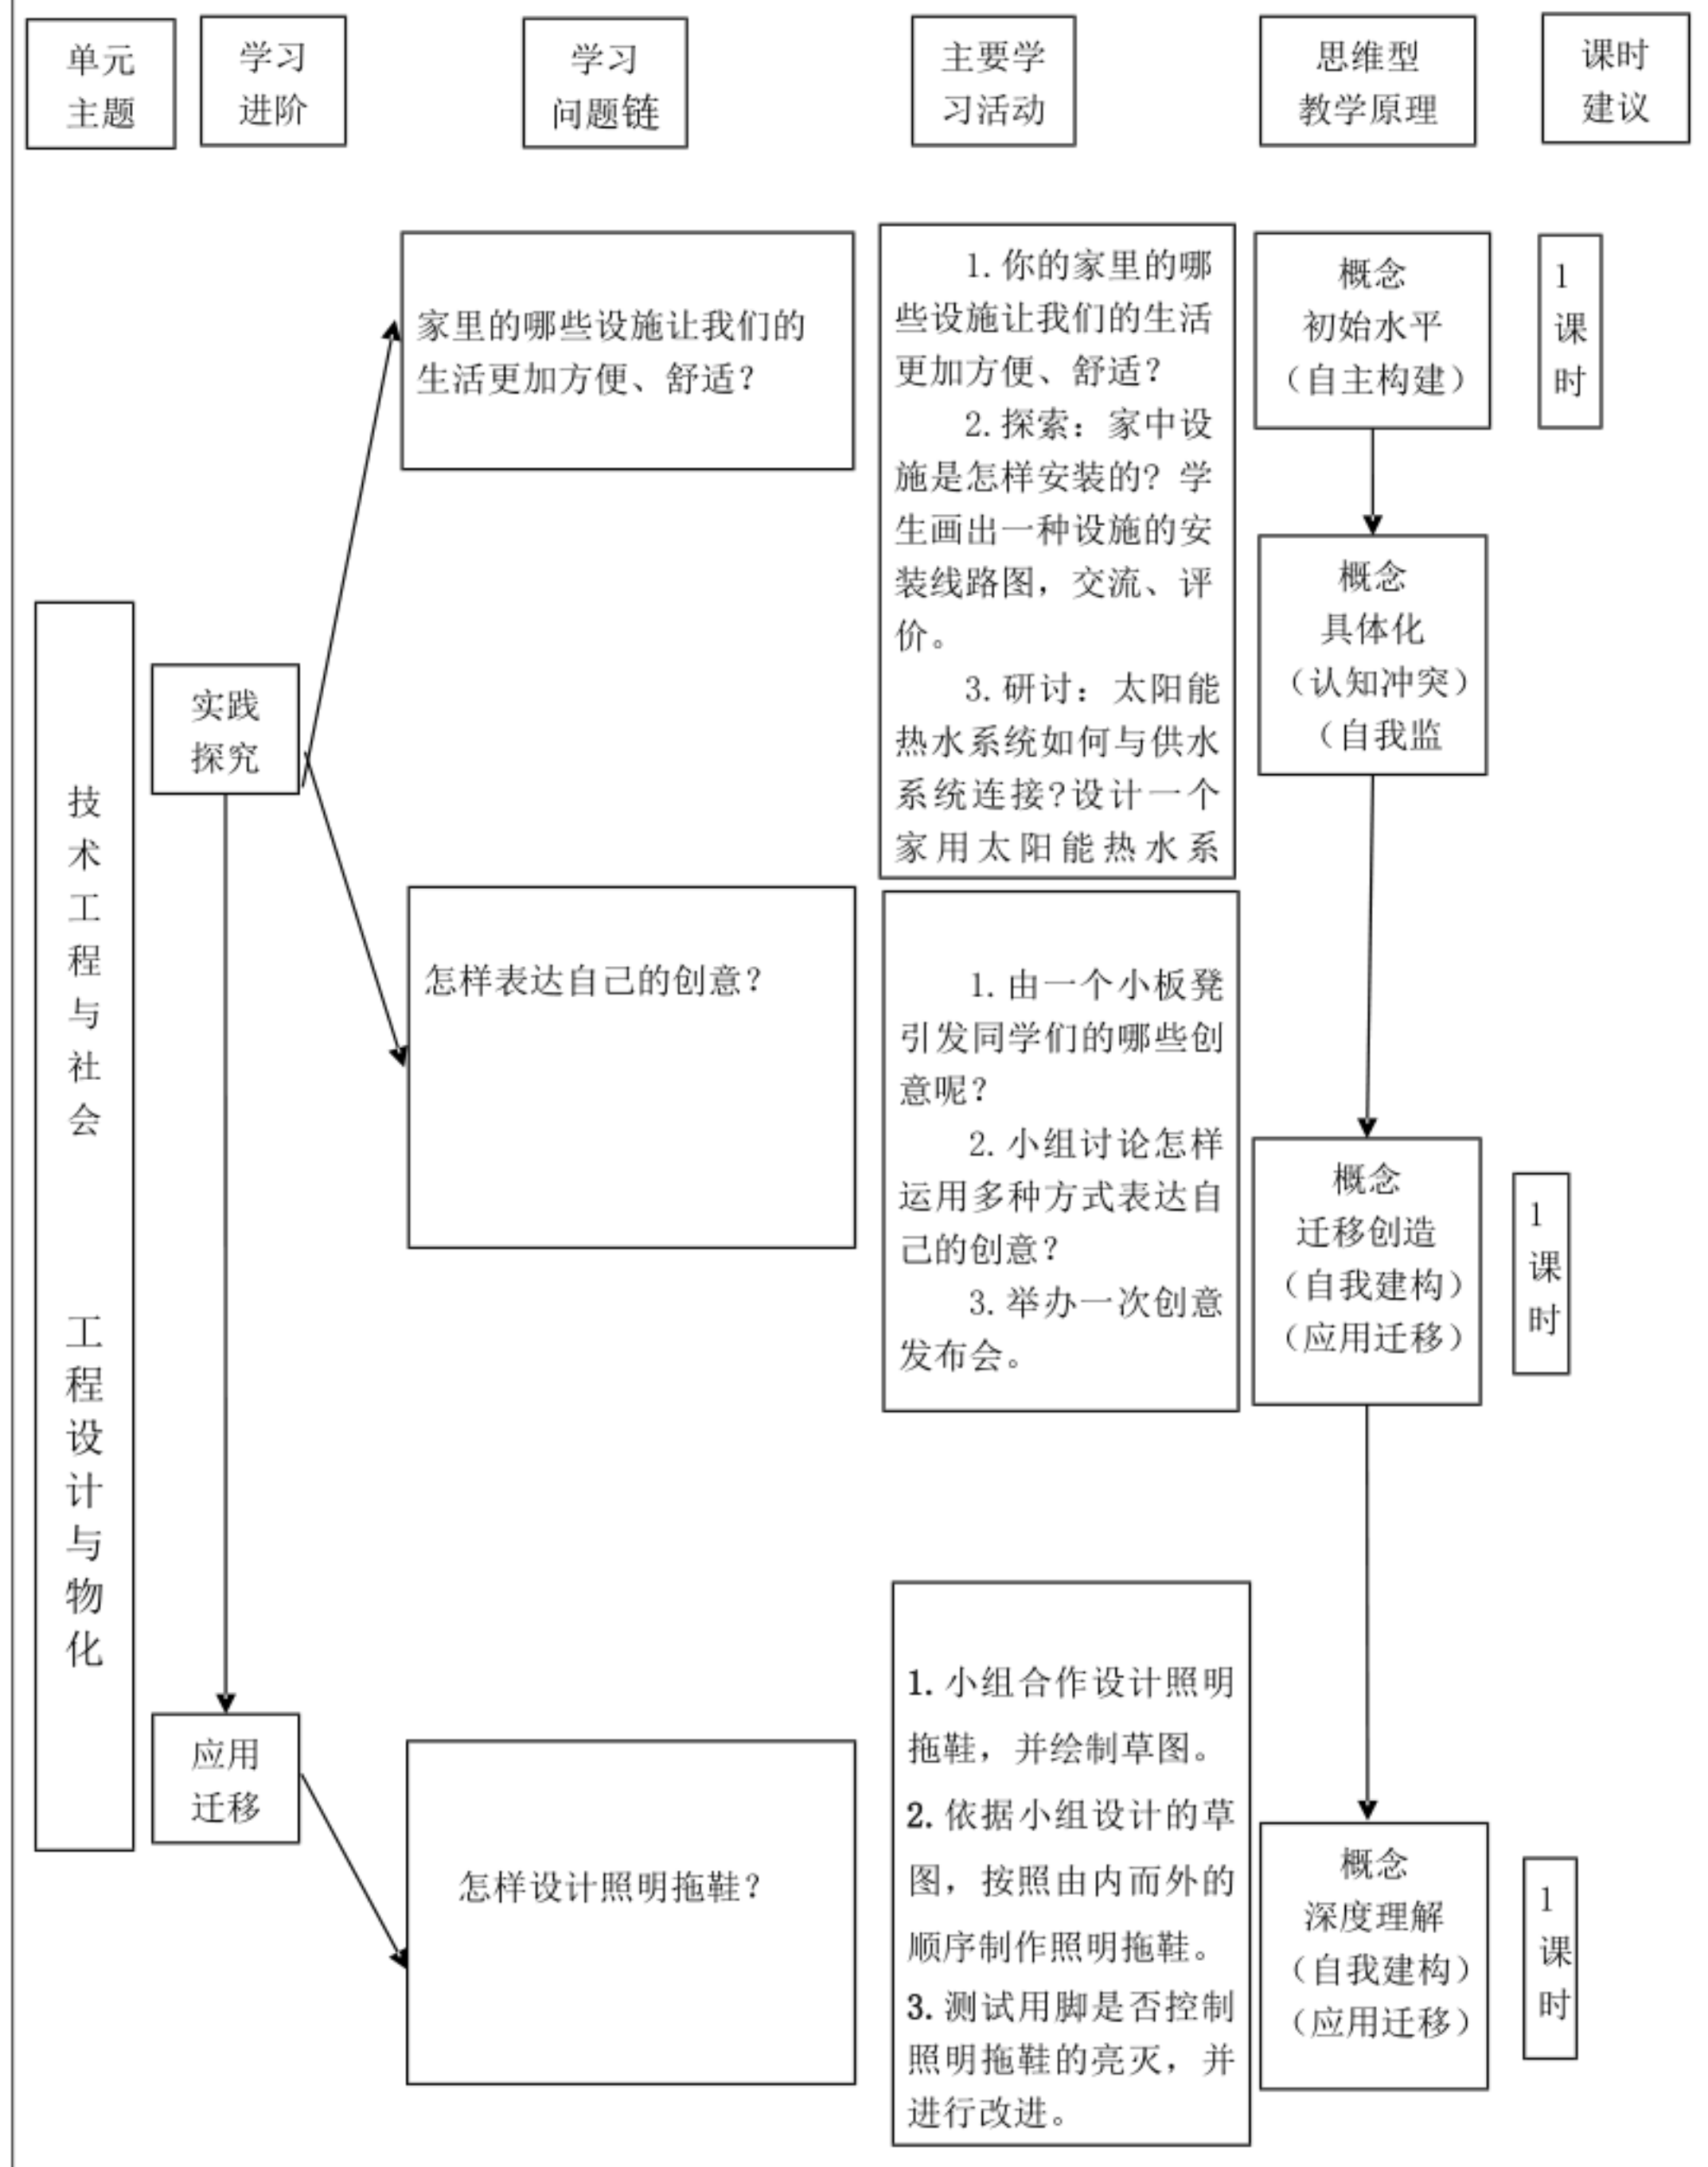 单元
主题
学习
进阶
学习
问题链
主要学
习活动
思维型
教学原理
课时
建议
技
术
工
程
与
社
会
工
程
设
计
与
物
化
实践
探究
家里的哪些设施让我们的
生活更加方便、舒适？
1.你的家里的哪
些设施让我们的生活
更加方便、舒适？
2.探索：家中设
施是怎样安装的？学
生画出一种设施的安
装线路图，交流、评
价。
3.研讨：太阳能
热水系统如何与供水
系统连接?设计一个
家用太阳能热水系
概念
初始水平
（自主构建）
1
课
时
概念
具体化
（认知冲突）
（自我监
怎样表达自己的创意？
1.由一个小板凳
引发同学们的哪些创
意呢？
2.小组讨论怎样
运用多种方式表达自
己的创意？
3.举办一次创意
发布会。
概念
迁移创造
（自我建构）
（应用迁移）
1
课
时
应用
迁移
怎样设计照明拖鞋？
1.小组合作设计照明
拖鞋，并绘制草图。
2.依据小组设计的草
图，按照由内而外的
顺序制作照明拖鞋。
3.测试用脚是否控制
照明拖鞋的亮灭，并
进行改进。
概念
深度理解
（自我建构）
（应用迁移）
1
课
时